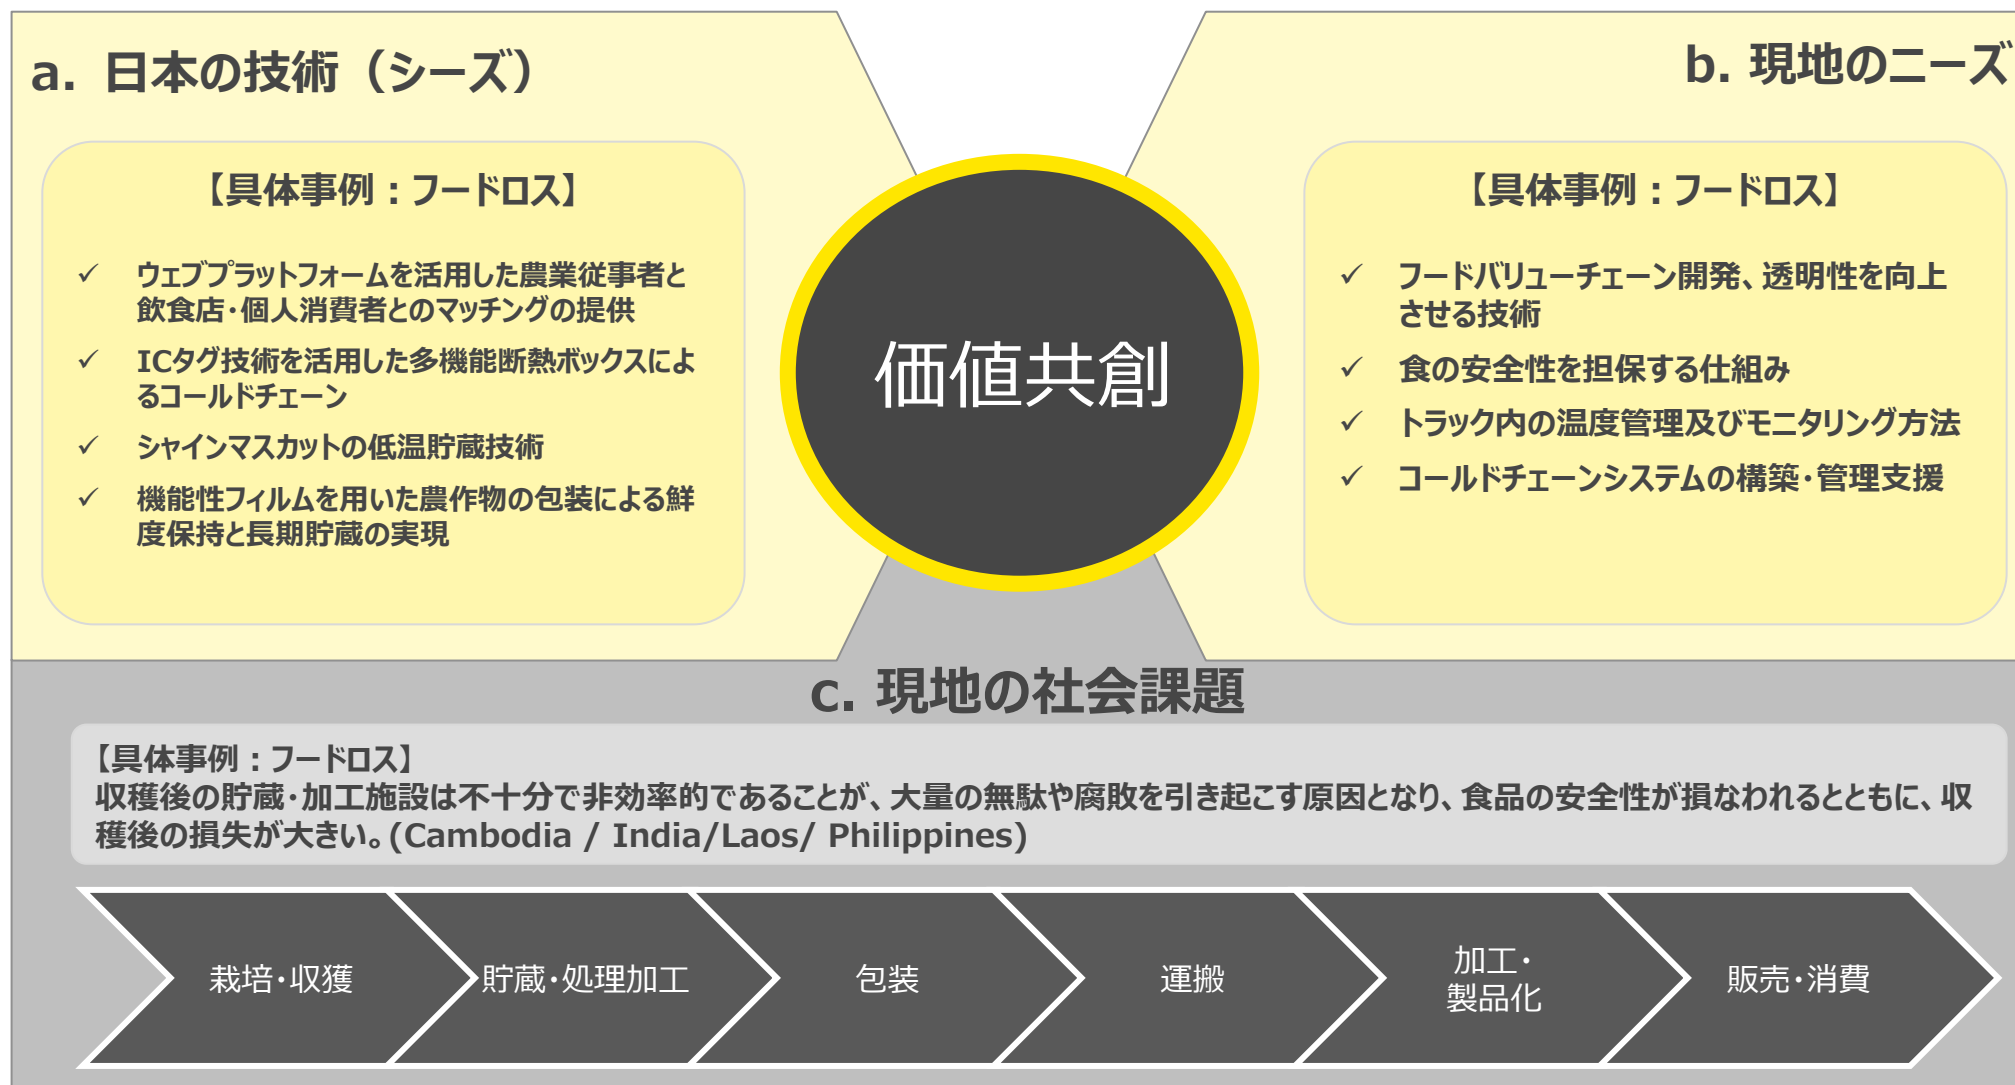 a. 日本の技術（シーズ）
【具体事例：フードロス】
✓ ウェブプラットフォームを活用した農業従事者と
飲食店・個人消費者とのマッチングの提供
✓ ICタグ技術を活用した多機能断熱ボックスによ
るコールドチェーン
✓ シャインマスカットの低温貯蔵技術
✓ 機能性フィルムを用いた農作物の包装による鮮
度保持と長期貯蔵の実現
価値共創
b. 現地のニーズ
【具体事例：フードロス】
✓ フードバリューチェーン開発、透明性を向上
させる技術
✓ 食の安全性を担保する仕組み
✓ トラック内の温度管理及びモニタリング方法
✓ コールドチェーンシステムの構築・管理支援
c. 現地の社会課題
【具体事例：フードロス】
収穫後の貯蔵・加工施設は不十分で非効率的であることが、大量の無駄や腐敗を引き起こす原因となり、食品の安全性が損なわれるとともに、収
穫後の損失が大きい。(Cambodia / India/Laos/ Philippines)
栽培・収獲
貯蔵・処理加工
包装
運搬
加工・
製品化
販売・消費